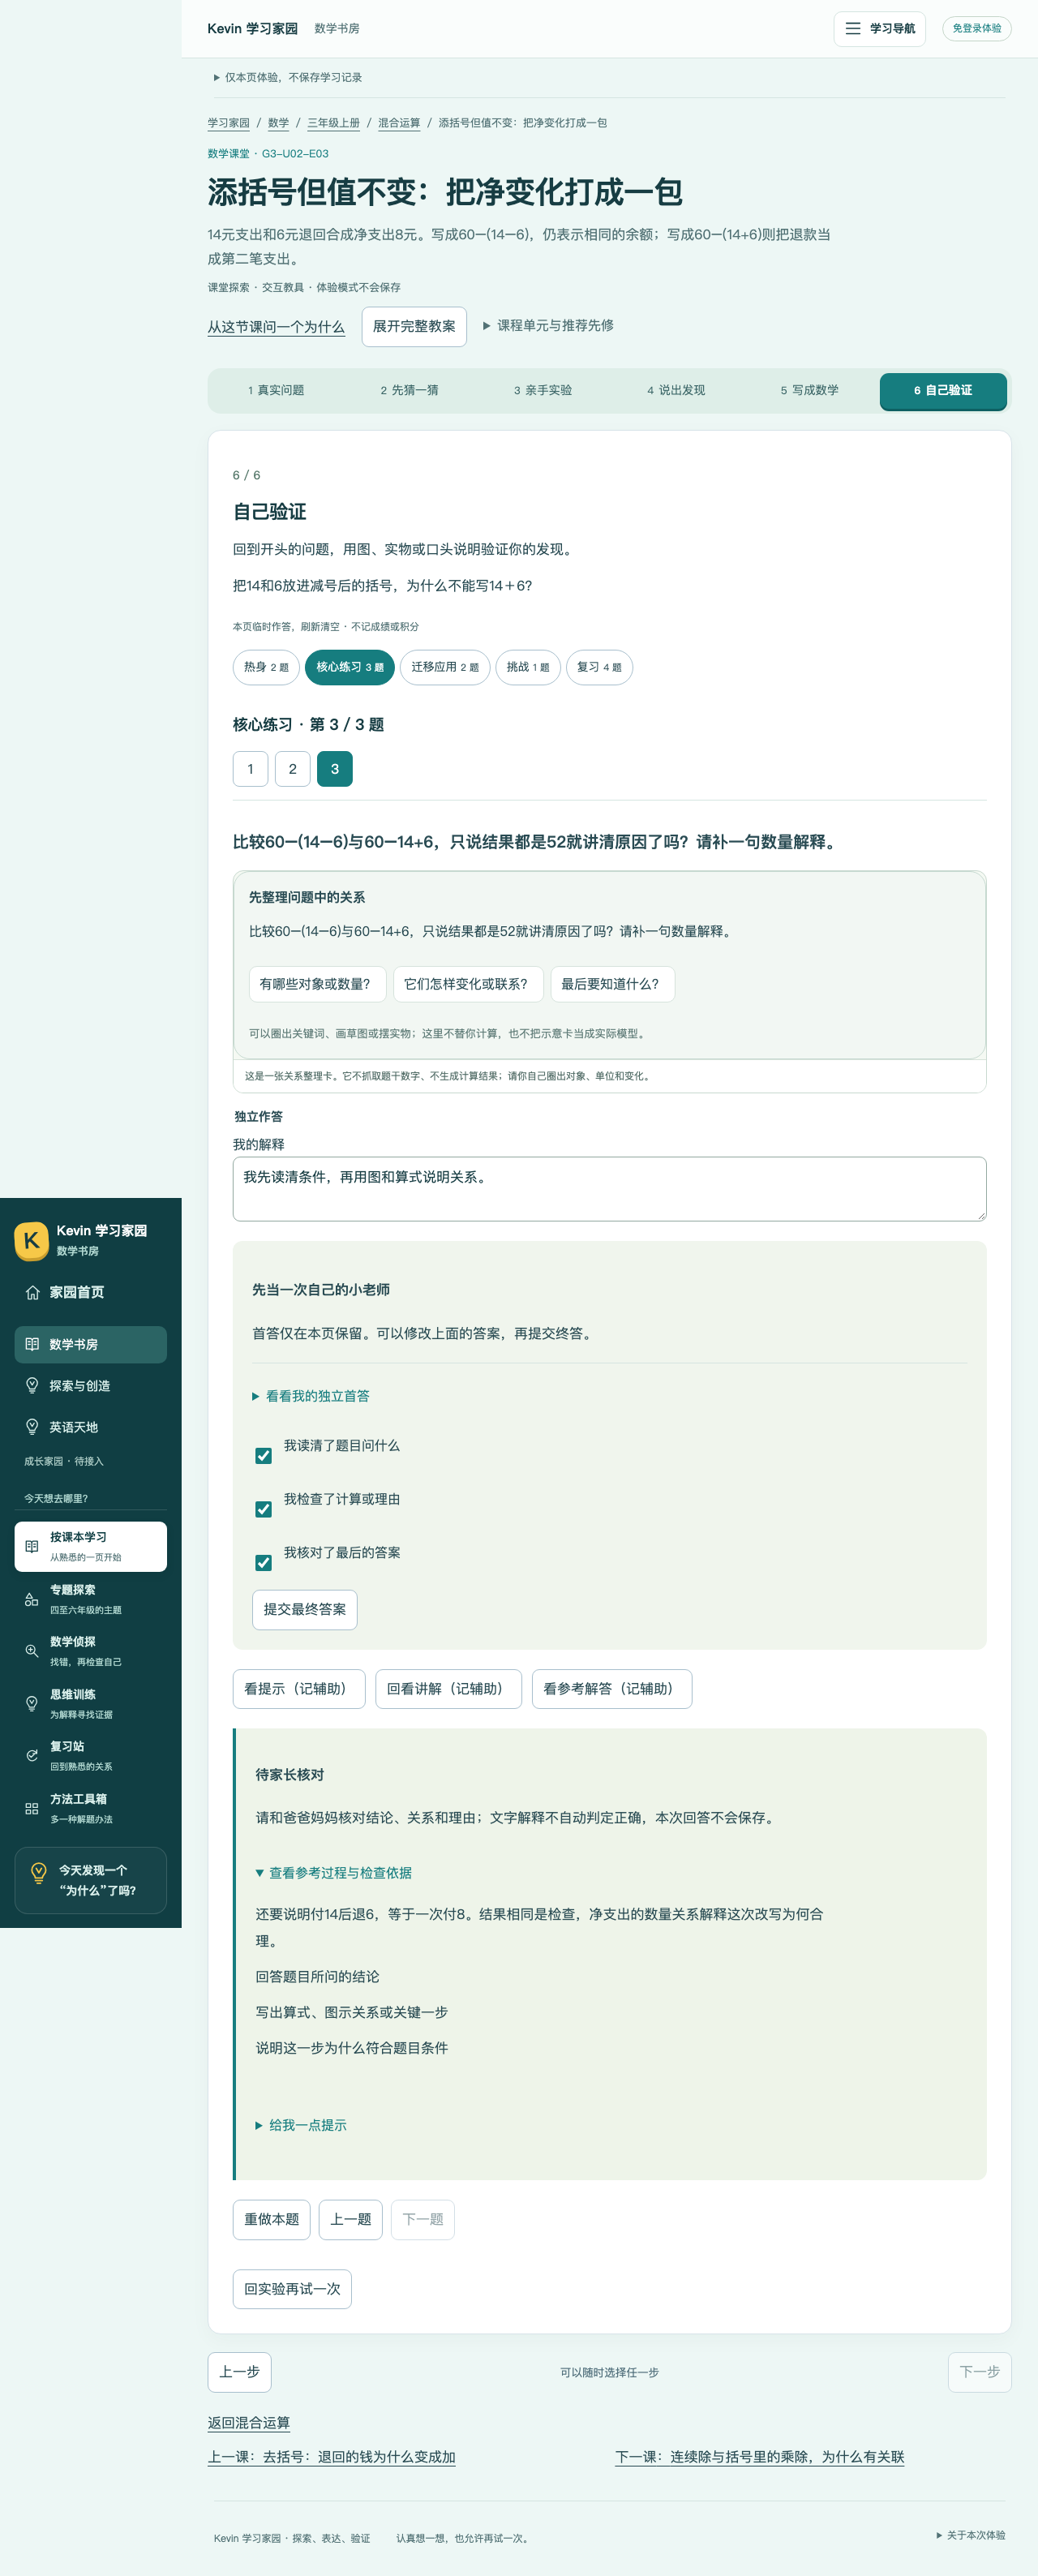 Kevin 学习家园 数学书房 学习导航 免登录体验
▶ 仅本页体验，不保存学习记录
学习家园 / 数学 / 三年级上册 / 混合运算 / 添括号但值不变：把净变化打成一包
数学课堂 · G3-U02-E03
添括号但值不变：把净变化打成一包
14元支出和6元退回合成净支出8元。写成60−(14−6)，仍表示相同的余额；写成60−(14+6)则把退款当
成第二笔支出。
课堂探索 · 交互教具 · 体验模式不会保存
从这节课问一个为什么 展开完整教案 ▶ 课程单元与推荐先修
1 真实问题 2 先猜一猜 3 亲手实验 4 说出发现 5 写成数学 6 自己验证
6 / 6
自己验证
回到开头的问题，用图、实物或口头说明验证你的发现。
把14和6放进减号后的括号，为什么不能写14＋6？
本页临时作答，刷新清空 · 不记成绩或积分
热身 2 题 核心练习 3 题 迁移应用 2 题 挑战 1 题 复习 4 题
核心练习 · 第 3 / 3 题
1 2 3
比较60−(14−6)与60−14+6，只说结果都是52就讲清原因了吗？请补一句数量解释。
先整理问题中的关系
比较60−(14−6)与60−14+6，只说结果都是52就讲清原因了吗？请补一句数量解释。
有哪些对象或数量？ 它们怎样变化或联系？ 最后要知道什么？
可以圈出关键词、画草图或摆实物；这里不替你计算，也不把示意卡当成实际模型。
这是一张关系整理卡。它不抓取题干数字、不生成计算结果；请你自己圈出对象、单位和变化。
独立作答
我的解释
我先读清条件，再用图和算式说明关系。
先当一次自己的小老师
首答仅在本页保留。可以修改上面的答案，再提交终答。
▶ 看看我的独立首答
我读清了题目问什么
我检查了计算或理由
我核对了最后的答案
提交最终答案
看提示（记辅助） 回看讲解（记辅助） 看参考解答（记辅助）
待家长核对
请和爸爸妈妈核对结论、关系和理由；文字解释不自动判定正确，本次回答不会保存。
▼ 查看参考过程与检查依据
还要说明付14后退6，等于一次付8。结果相同是检查，净支出的数量关系解释这次改写为何合
理。
回答题目所问的结论
写出算式、图示关系或关键一步
说明这一步为什么符合题目条件
▶ 给我一点提示
重做本题 上一题 下一题
回实验再试一次
上一步 可以随时选择任一步 下一步
返回混合运算
上一课：去括号：退回的钱为什么变成加 下一课：连续除与括号里的乘除，为什么有关联
Kevin 学习家园 · 探索、表达、验证 认真想一想，也允许再试一次。 ▶ 关于本次体验
K
Kevin 学习家园
数学书房
家园首页
数学书房
探索与创造
英语天地
成长家园 · 待接入
今天想去哪里？
按课本学习
从熟悉的一页开始
专题探索
四至六年级的主题
数学侦探
找错，再检查自己
思维训练
为解释寻找证据
复习站
回到熟悉的关系
方法工具箱
多一种解题办法
今天发现一个
“为什么”了吗？